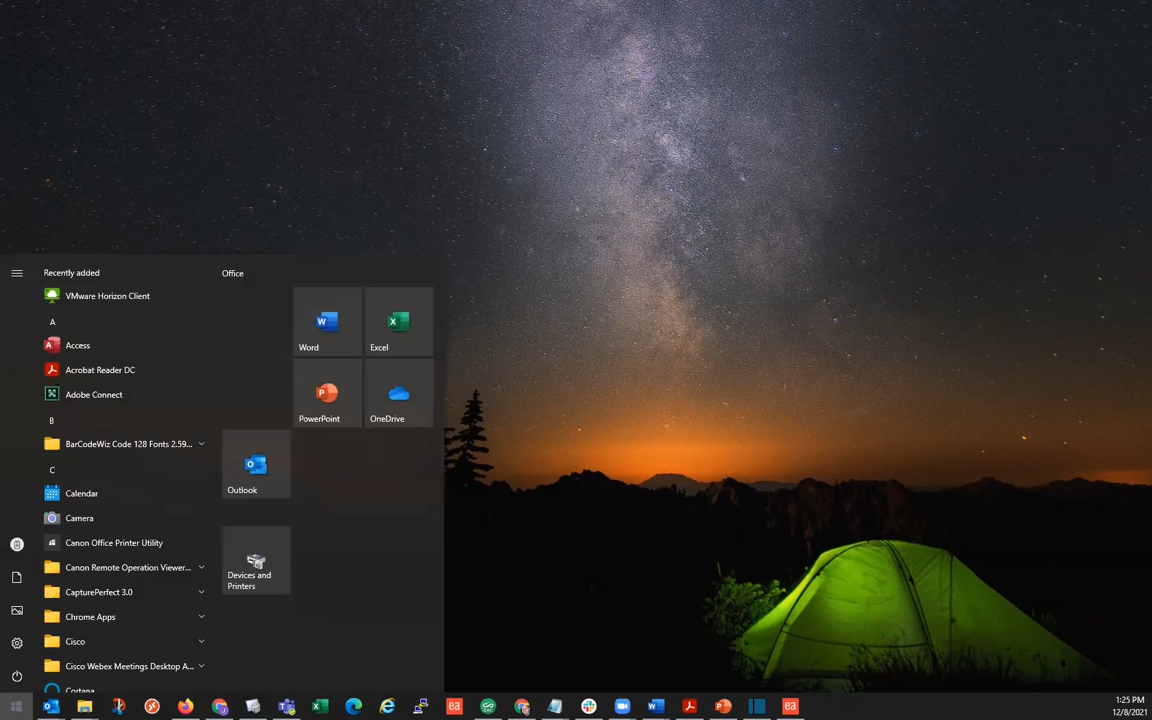 Recently added
VMware Horizon Client
A
Access
Acrobat Reader DC
Adobe Connect
B
BarCodeWiz Code 128 Fonts 2.59...
C
Calendar
Camera
Canon Office Printer Utility
Canon Remote Operation Viewer...
CapturePerfect 3.0
Chrome Apps
Cisco
Cisco Webex Meetings Desktop A...
Cortana
Office
Word
Excel
PowerPoint
OneDrive
Outlook
Devices and
Printers
ea
ea
1:25 PM
12/8/2021